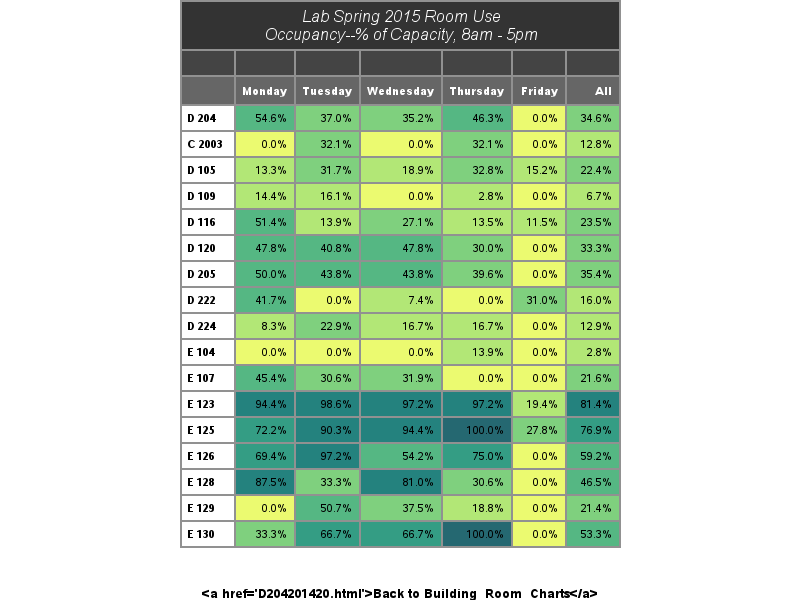 Lab Spring 2015 Room Use
Occupancy--% of Capacity, 8am - 5pm
Monday Tuesday Wednesday Thursday Friday All
D 204 54.6% 37.0% 35.2% 46.3% 0.0% 34.6%
C 2003 0.0% 32.1% 0.0% 32.1% 0.0% 12.8%
D 105 13.3% 31.7% 18.9% 32.8% 15.2% 22.4%
D 109 14.4% 16.1% 0.0% 2.8% 0.0% 6.7%
D 116 51.4% 13.9% 27.1% 13.5% 11.5% 23.5%
D 120 47.8% 40.8% 47.8% 30.0% 0.0% 33.3%
D 205 50.0% 43.8% 43.8% 39.6% 0.0% 35.4%
D 222 41.7% 0.0% 7.4% 0.0% 31.0% 16.0%
D 224 8.3% 22.9% 16.7% 16.7% 0.0% 12.9%
E 104 0.0% 0.0% 0.0% 13.9% 0.0% 2.8%
E 107 45.4% 30.6% 31.9% 0.0% 0.0% 21.6%
E 123 94.4% 98.6% 97.2% 97.2% 19.4% 81.4%
E 125 72.2% 90.3% 94.4% 100.0% 27.8% 76.9%
E 126 69.4% 97.2% 54.2% 75.0% 0.0% 59.2%
E 128 87.5% 33.3% 81.0% 30.6% 0.0% 46.5%
E 129 0.0% 50.7% 37.5% 18.8% 0.0% 21.4%
E 130 33.3% 66.7% 66.7% 100.0% 0.0% 53.3%
<a href='D204201420.html'>Back to Building_Room_Charts</a>